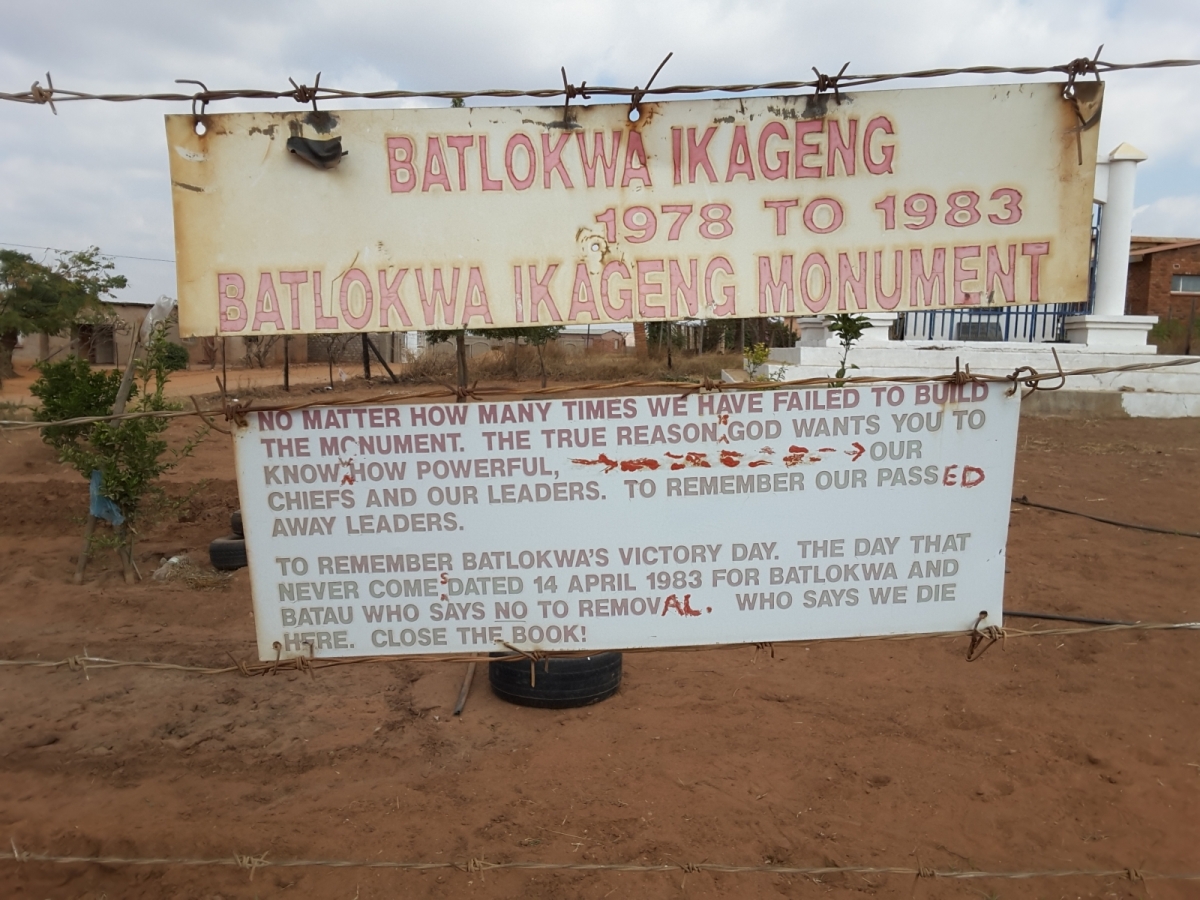 BATLOKWA IKAGENG
1978 TO 1983
BATLOKWA IKAGENG MONUMENT
NO MATTER HOW MANY TIMES WE HAVE FAILED TO BUILD
THE MONUMENT. THE TRUE REASON GOD WANTS YOU TO
KNOW HOW POWERFUL, OUR
CHIEFS AND OUR LEADERS. TO REMEMBER OUR PASSED
AWAY LEADERS.
TO REMEMBER BATLOKWA'S VICTORY DAY. THE DAY THAT
NEVER COMES DATED 14 APRIL 1983 FOR BATLOKWA AND
BATAU WHO SAYS NO TO REMOVAL. WHO SAYS WE DIE
HERE. CLOSE THE BOOK!